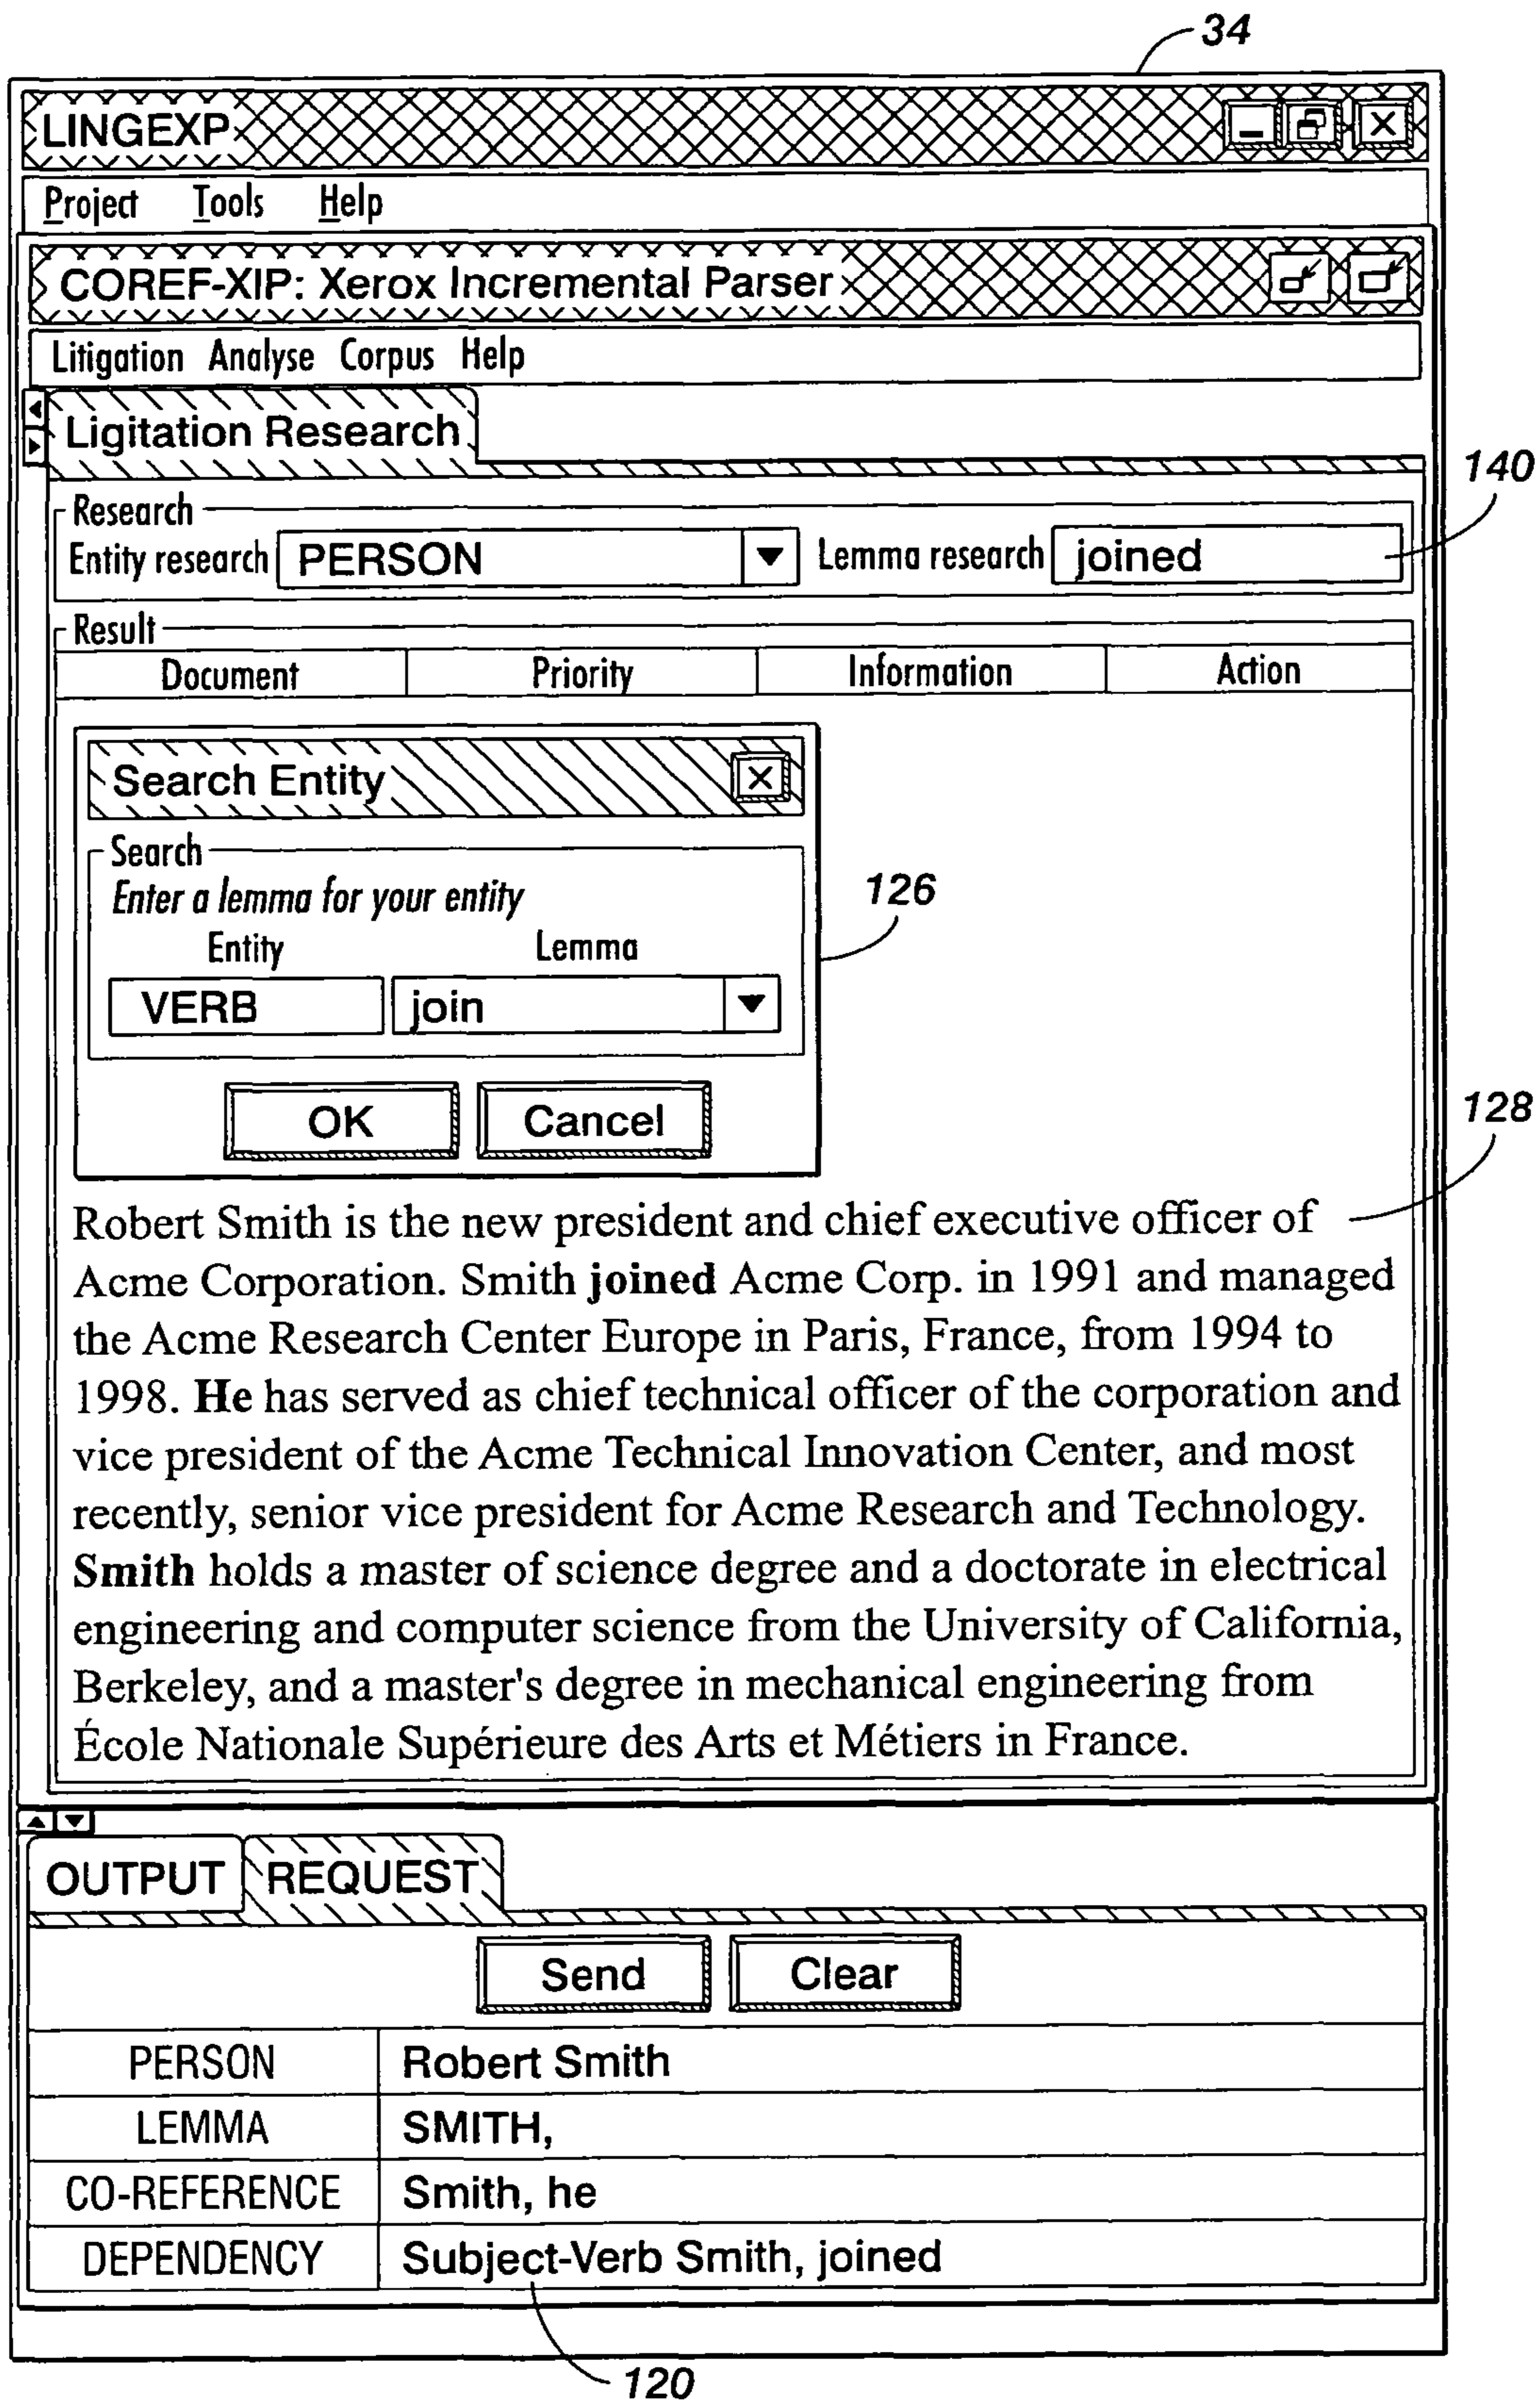 34
LINGEXP
Project Tools Help
COREF-XIP: Xerox Incremental Parser
Litigation Analyse Corpus Help
Ligitation Research
140
Research
Entity research PERSON Lemma research joined
Result
Document Priority Information Action
Search Entity
Search
Enter a lemma for your entity
126
Entity Lemma
VERB join
OK Cancel
128
Robert Smith is the new president and chief executive officer of
Acme Corporation. Smith joined Acme Corp. in 1991 and managed
the Acme Research Center Europe in Paris, France, from 1994 to
1998. He has served as chief technical officer of the corporation and
vice president of the Acme Technical Innovation Center, and most
recently, senior vice president for Acme Research and Technology.
Smith holds a master of science degree and a doctorate in electrical
engineering and computer science from the University of California,
Berkeley, and a master's degree in mechanical engineering from
École Nationale Supérieure des Arts et Métiers in France.
OUTPUT REQUEST
Send Clear
PERSON Robert Smith
LEMMA SMITH,
CO-REFERENCE Smith, he
DEPENDENCY Subject-Verb Smith, joined
120